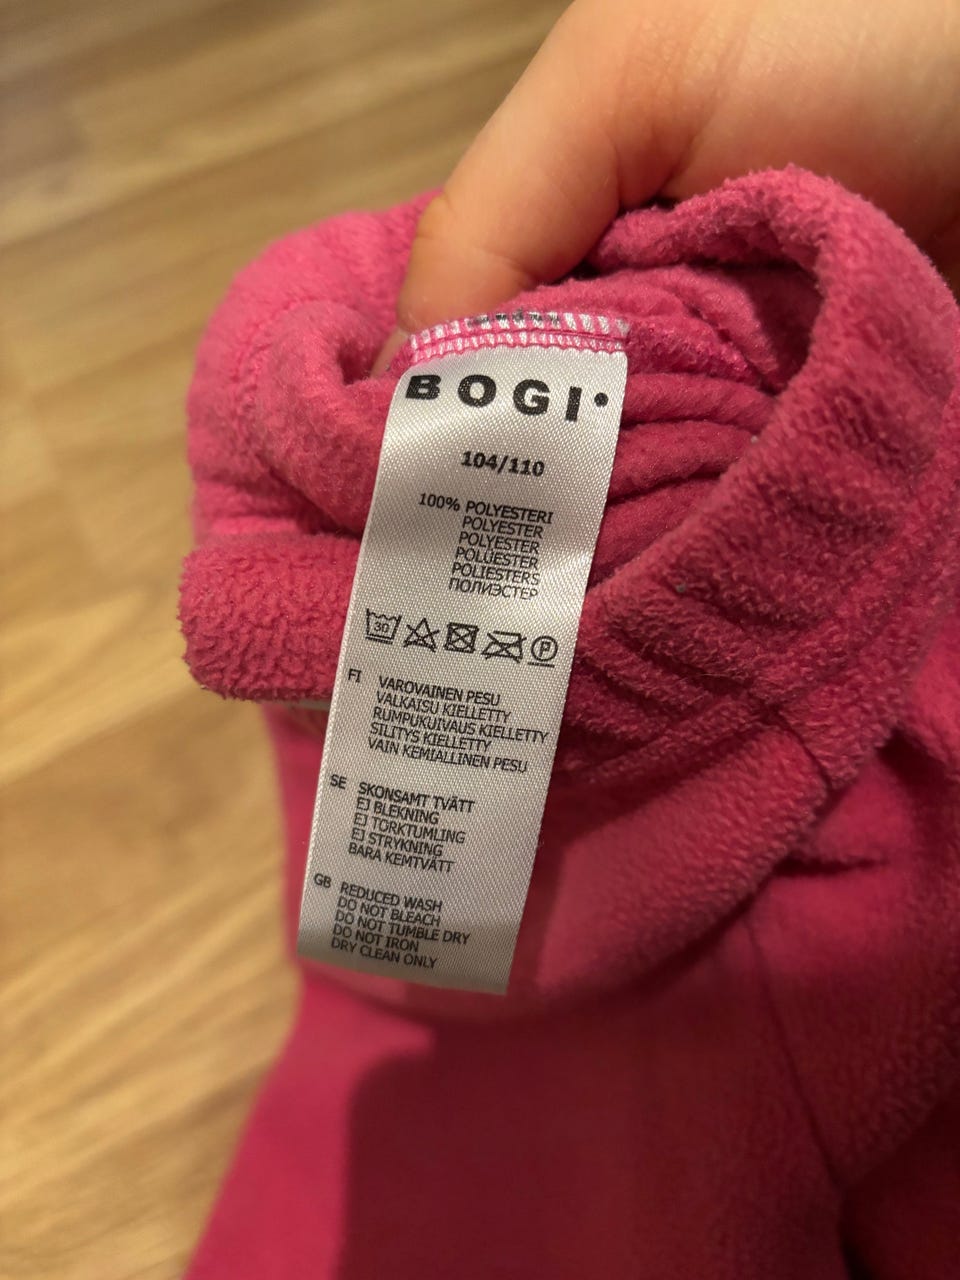 BOGI
104/110
100% POLYESTERI
POLYESTER
POLYESTER
POLÜESTER
POLIESTERS
ПОЛИЭСТЕР
30 P
FI VAROVAINEN PESU
VALKAISU KIELLETTY
RUMPUKUIVAUS KIELLETTY
SILITYS KIELLETTY
VAIN KEMIALLINEN PESU
SE SKONSAMT TVÄTT
EJ BLEKNING
EJ TORKTUMLING
EJ STRYKNING
BARA KEMTVÄTT
GB REDUCED WASH
DO NOT BLEACH
DO NOT TUMBLE DRY
DO NOT IRON
DRY CLEAN ONLY